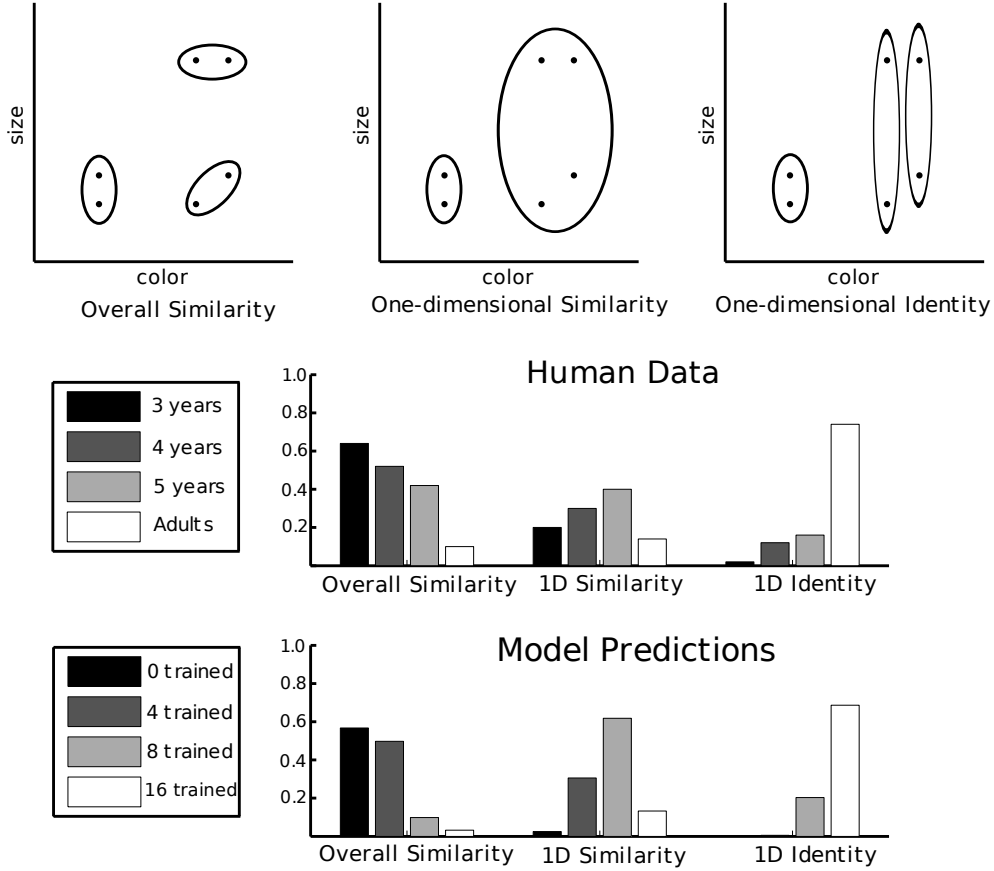 size
color
Overall Similarity
size
color
One-dimensional Similarity
size
color
One-dimensional Identity
3 years
4 years
5 years
Adults
Human Data
1.0
0.8
0.6
0.4
0.2
Overall Similarity
1D Similarity
1D Identity
0 trained
4 trained
8 trained
16 trained
Model Predictions
1.0
0.8
0.6
0.4
0.2
Overall Similarity
1D Similarity
1D Identity